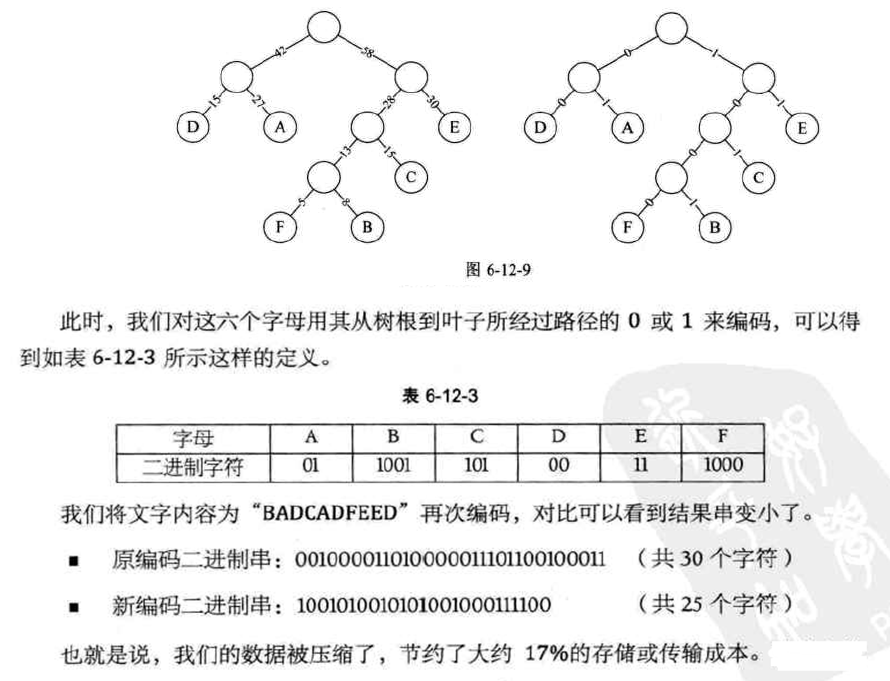 42 58 0 1
15 27 28 30 0 1 0 1
D A E D A E
13 15 0 1
C C
5 8 0 1
F B F B
图 6-12-9
此时，我们对这六个字母用其从树根到叶子所经过路径的 0 或 1 来编码，可以得
到如表 6-12-3 所示这样的定义。
表 6-12-3
字母 A B C D E F
二进制字符 01 1001 101 00 11 1000
我们将文字内容为“BADCADFEED”再次编码，对比可以看到结果串变小了。
■ 原编码二进制串：001000011010000011101100100011 （共 30 个字符）
■ 新编码二进制串：1001010010101001000111100 （共 25 个字符）
也就是说，我们的数据被压缩了，节约了大约 17%的存储或传输成本。